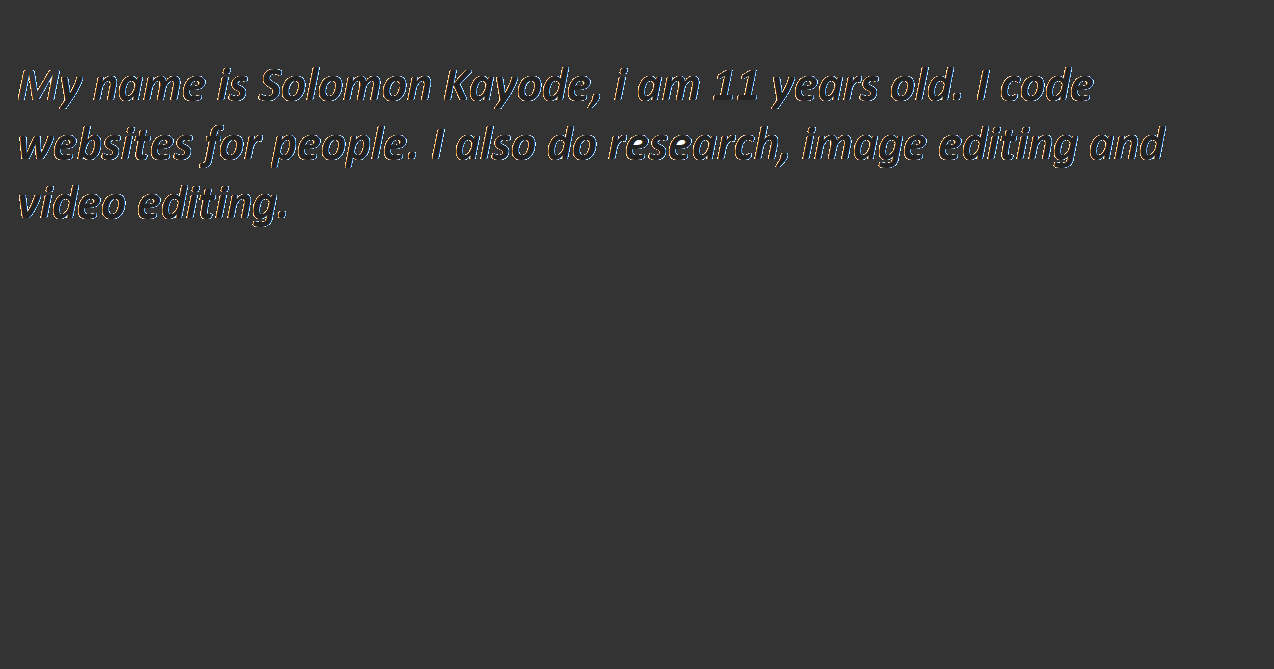 My name is Solomon Kayode, i am 11 years old. I code
websites for people. I also do research, image editing and
video editing.